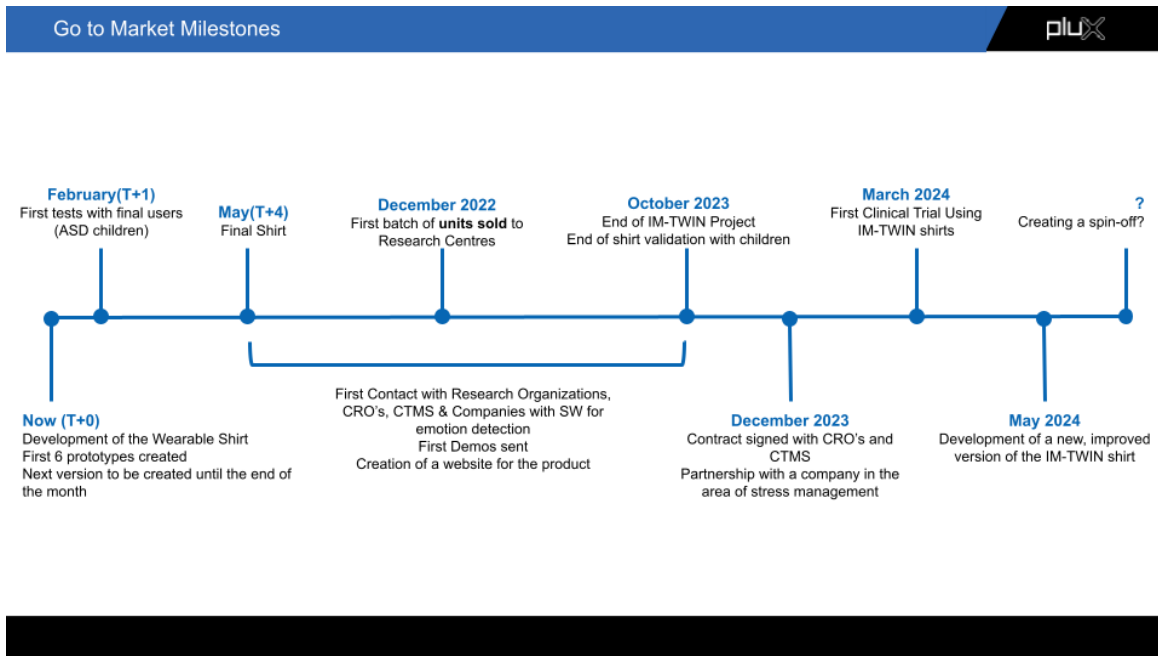 Go to Market Milestones
plux
February(T+1)
First tests with final users
(ASD children)
May(T+4)
Final Shirt
December 2022
First batch of units sold to
Research Centres
October 2023
End of IM-TWIN Project
End of shirt validation with children
March 2024
First Clinical Trial Using
IM-TWIN shirts
?
Creating a spin-off?
Now (T+0)
Development of the Wearable Shirt
First 6 prototypes created
Next version to be created until the end of
the month
First Contact with Research Organizations,
CRO's, CTMS & Companies with SW for
emotion detection
First Demos sent
Creation of a website for the product
December 2023
Contract signed with CRO's and
CTMS
Partnership with a company in the
area of stress management
May 2024
Development of a new, improved
version of the IM-TWIN shirt